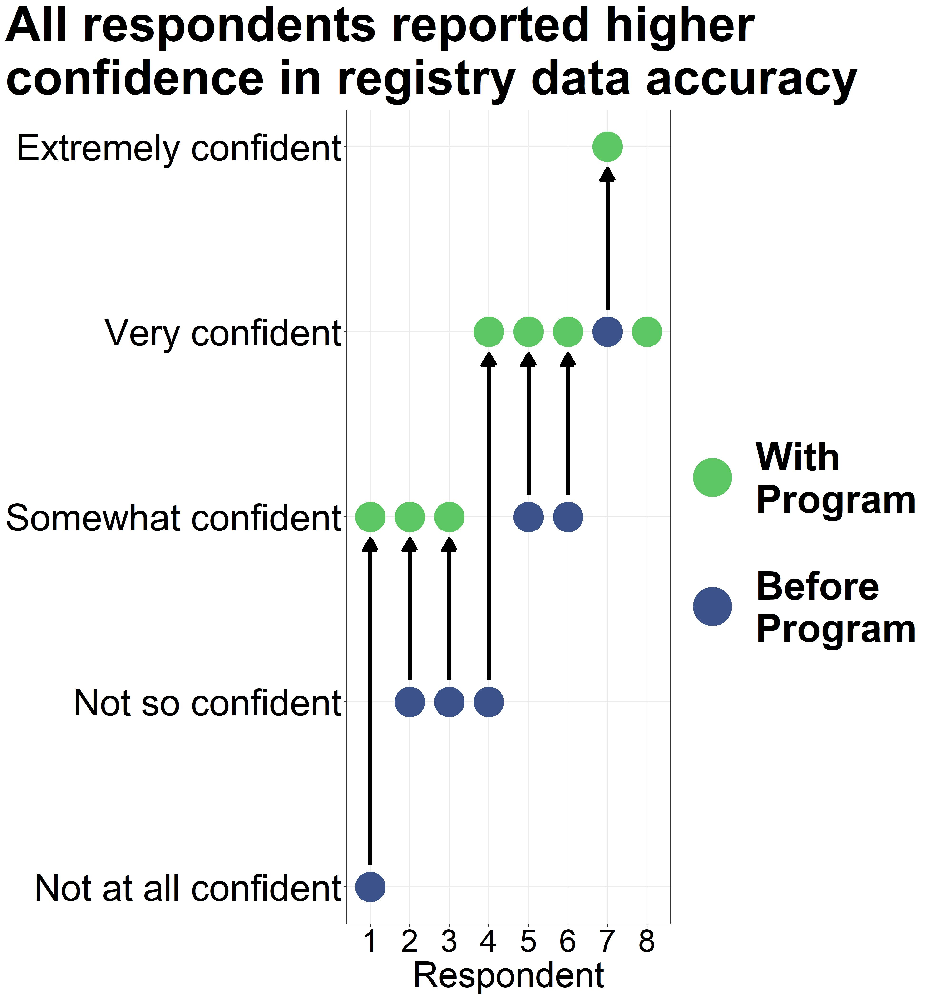 All respondents reported higher
confidence in registry data accuracy
Extremely confident
Very confident
Somewhat confident
Not so confident
Not at all confident
1 2 3 4 5 6 7 8
Respondent
With
Program
Before
Program